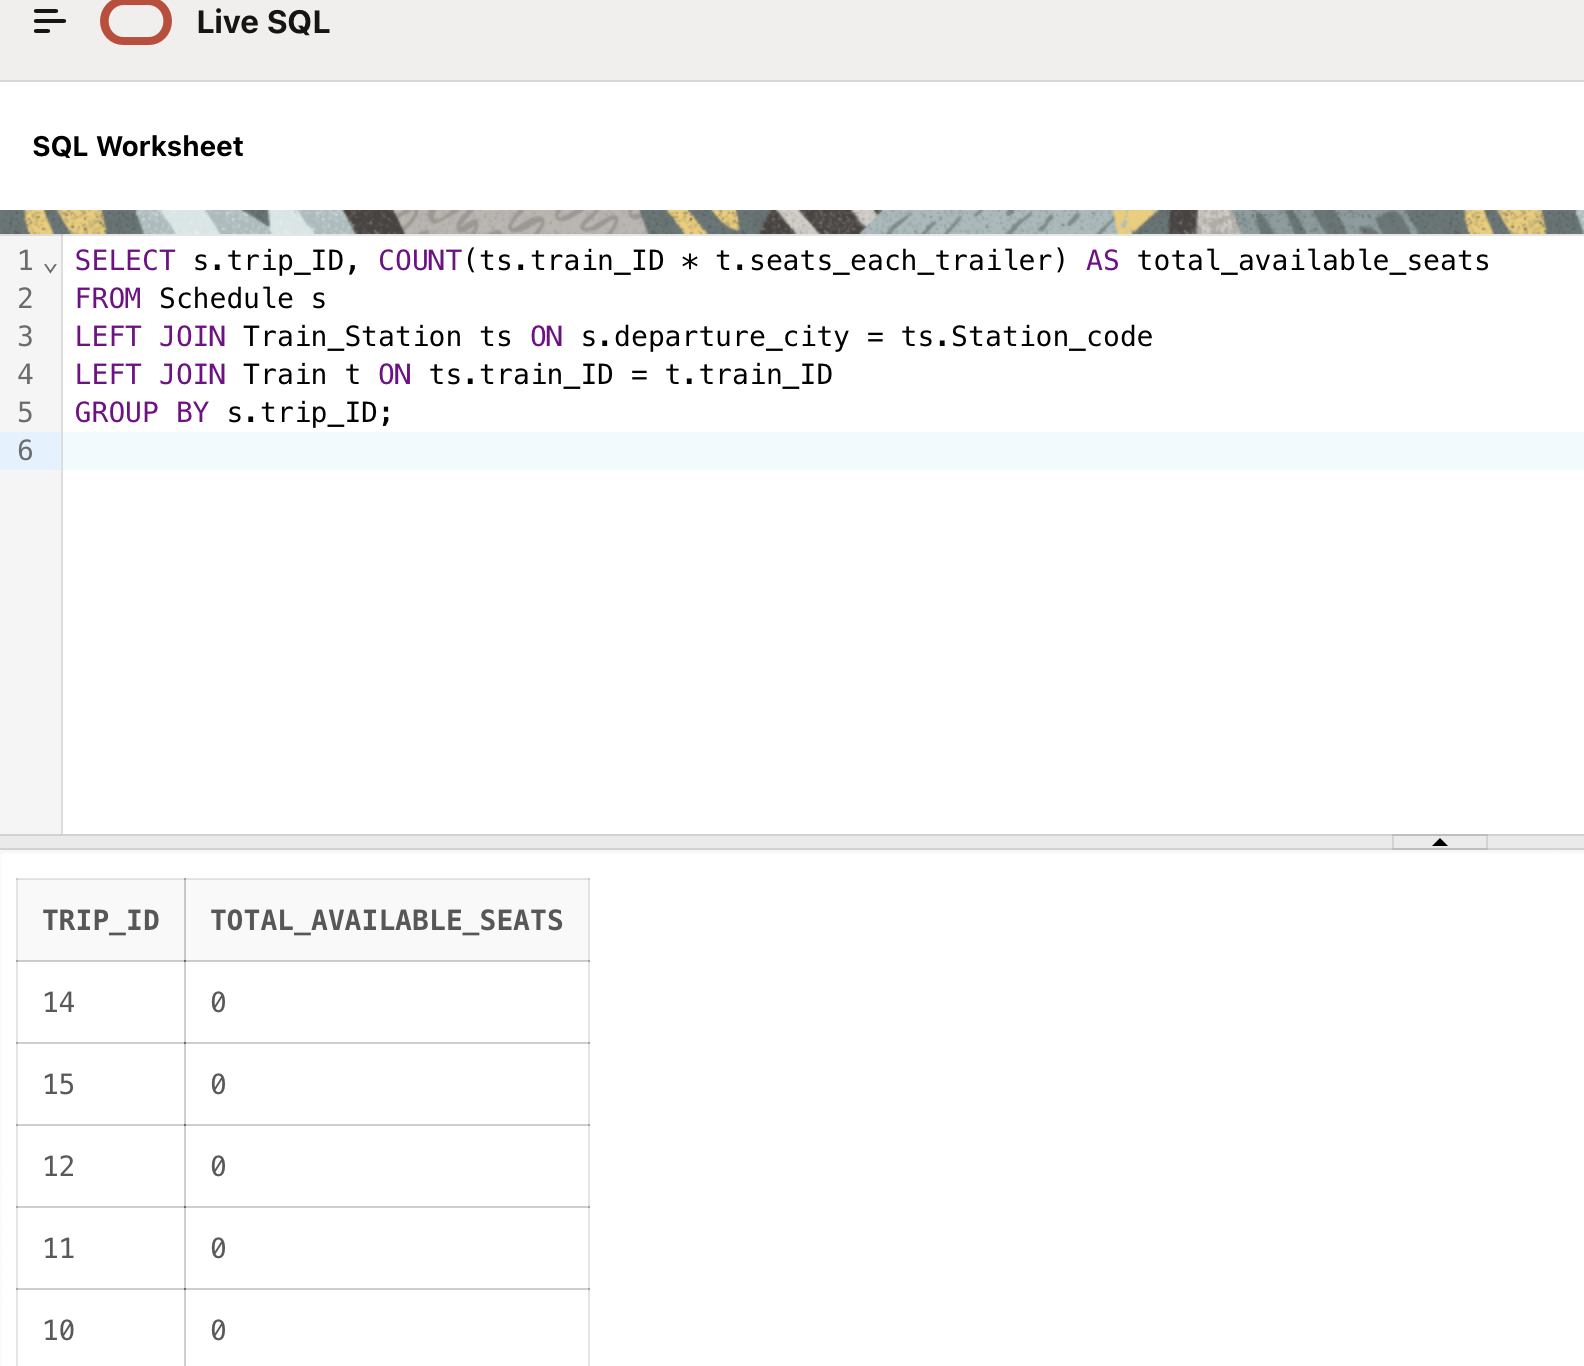 Live SQL
SQL Worksheet
1 SELECT s.trip_ID, COUNT(ts.train_ID * t.seats_each_trailer) AS total_available_seats
2 FROM Schedule s
3 LEFT JOIN Train_Station ts ON s.departure_city = ts.Station_code
4 LEFT JOIN Train t ON ts.train_ID = t.train_ID
5 GROUP BY s.trip_ID;
6
TRIP_ID TOTAL_AVAILABLE_SEATS
14 0
15 0
12 0
11 0
10 0